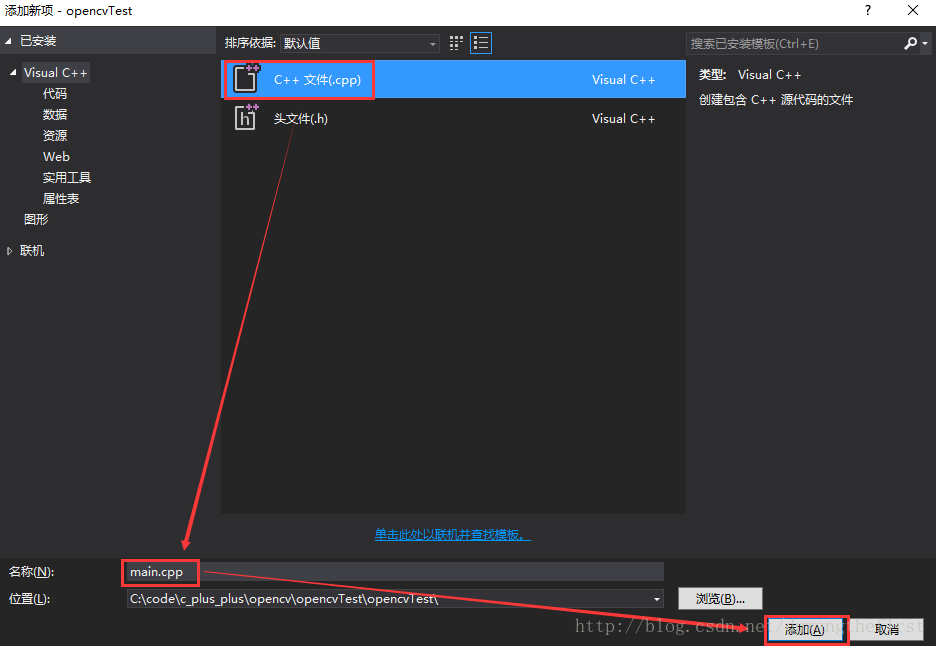 添加新项 - opencvTest
?
已安装
排序依据: 默认值
搜索已安装模板(Ctrl+E)
Visual C++
代码
数据
资源
Web
实用工具
属性表
图形
联机
C++ 文件(.cpp) Visual C++
头文件(.h) Visual C++
类型: Visual C++
创建包含 C++ 源代码的文件
单击此处以联机并查找模板。
名称(N): main.cpp
位置(L): C:\code\c_plus_plus\opencv\opencvTest\opencvTest\
浏览(B)...
添加(A)
取消
http://blog.csdn.net/